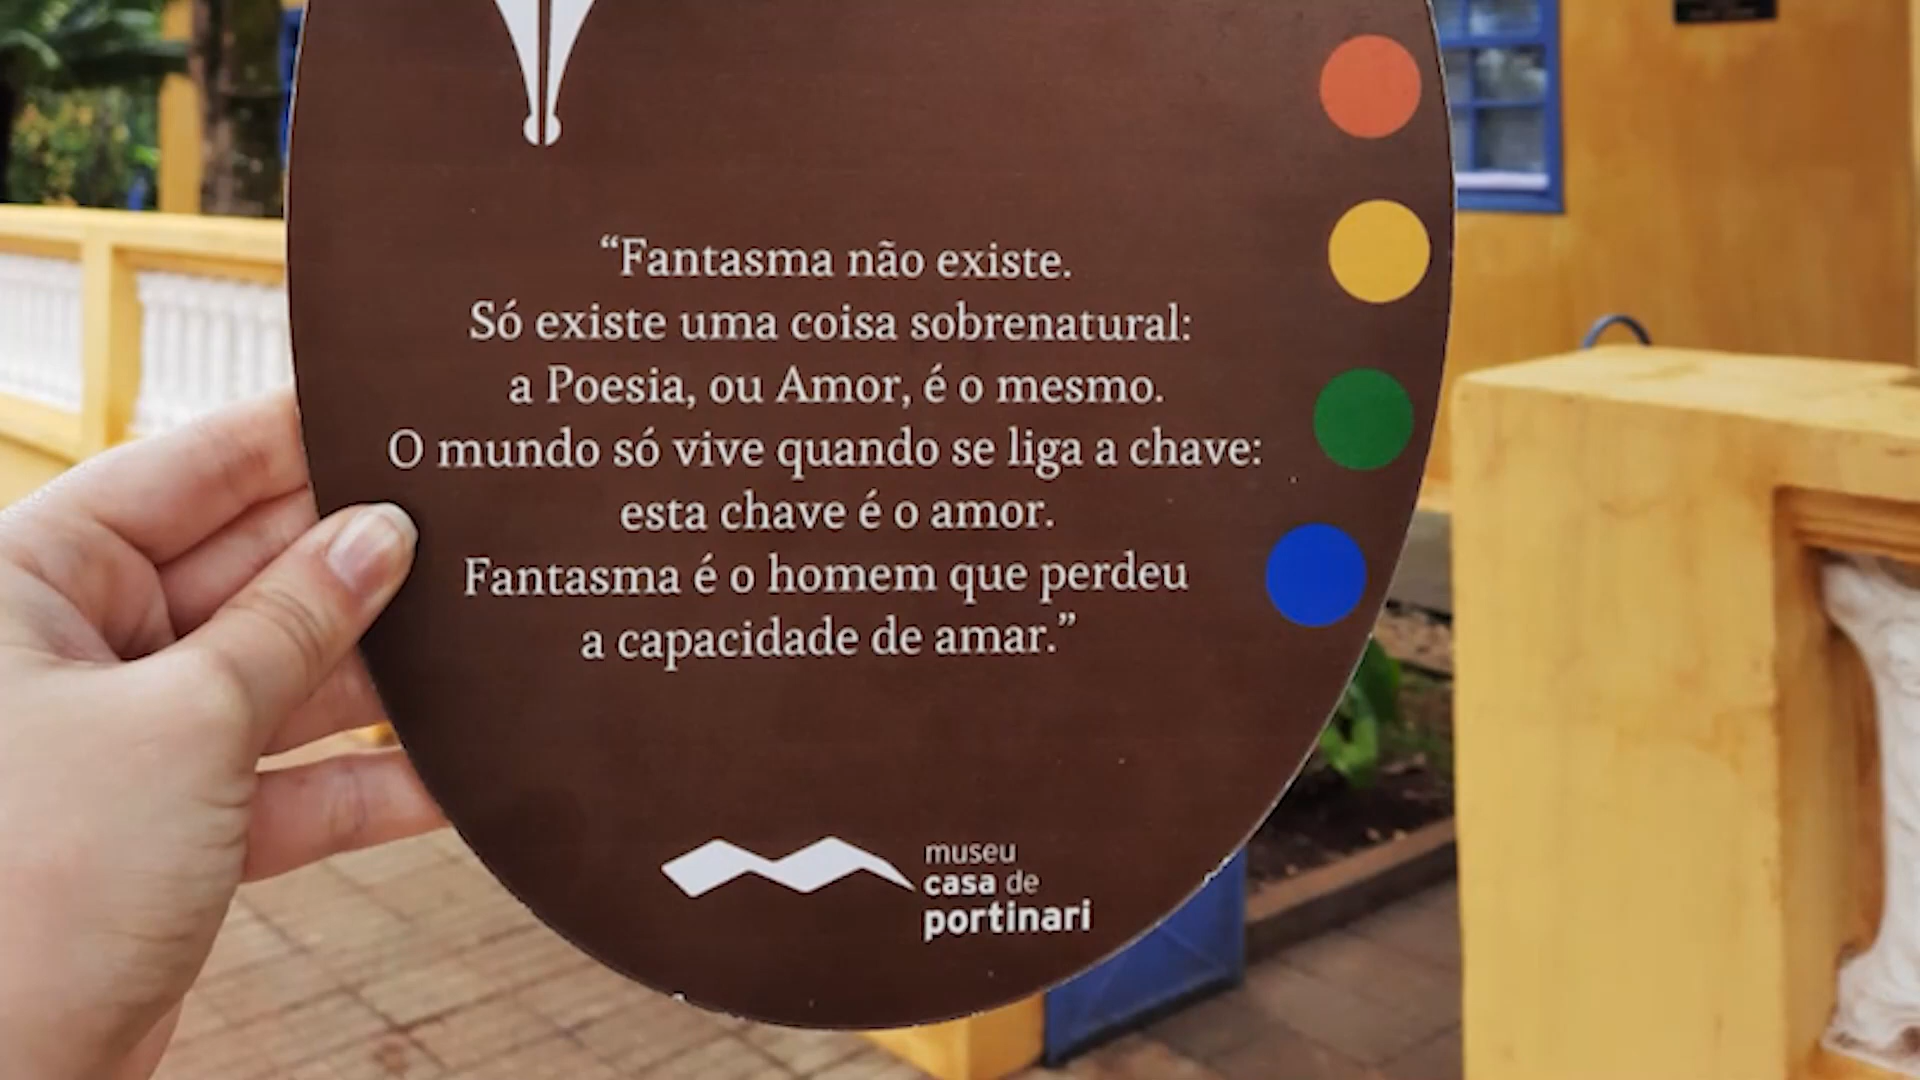 “Fantasma não existe.
Só existe uma coisa sobrenatural:
a Poesia, ou Amor, é o mesmo.
O mundo só vive quando se liga a chave:
esta chave é o amor.
Fantasma é o homem que perdeu
a capacidade de amar.”
museu
casa de
portinari